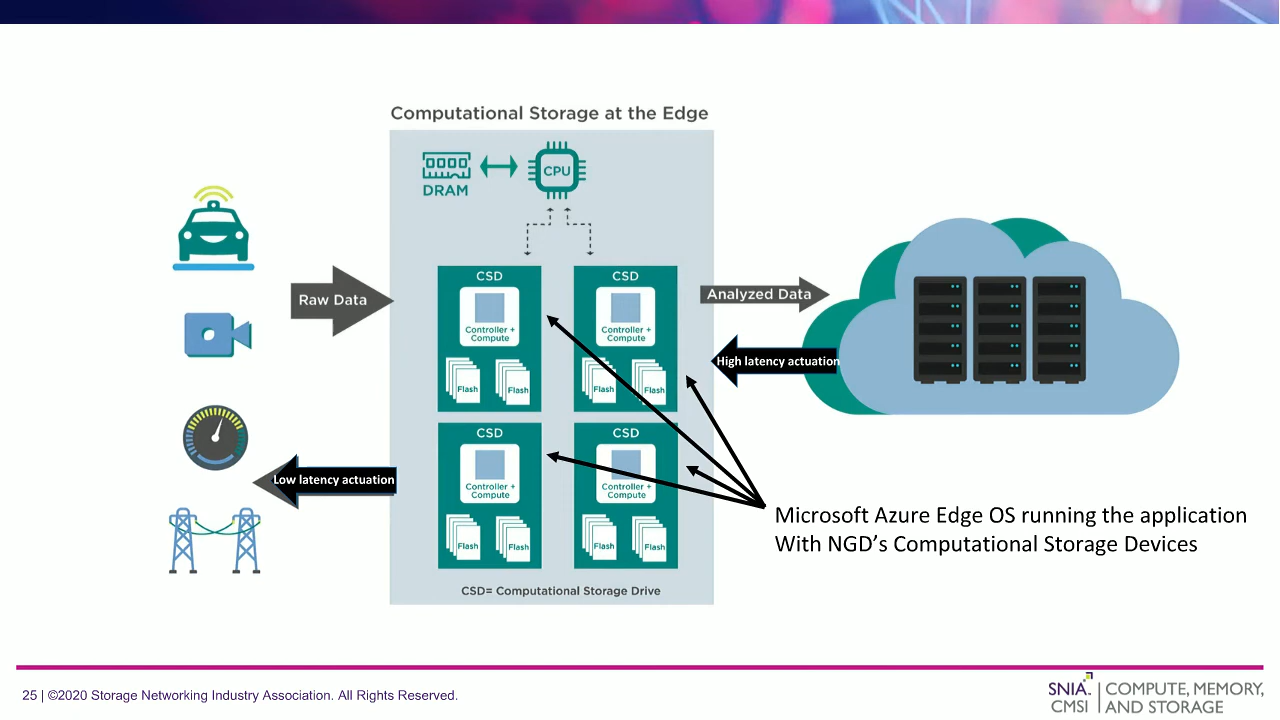 Computational Storage at the Edge
DRAM
CPU
Raw Data
CSD
Controller +
Compute
Flash
Flash
CSD
Controller +
Compute
Flash
Flash
Analyzed Data
High latency actuation
Low latency actuation
CSD
Controller +
Compute
Flash
Flash
CSD
Controller +
Compute
Flash
Flash
Microsoft Azure Edge OS running the application
With NGD's Computational Storage Devices
CSD= Computational Storage Drive
25 | ©2020 Storage Networking Industry Association. All Rights Reserved.
SNIA.
CMSI
COMPUTE, MEMORY,
AND STORAGE